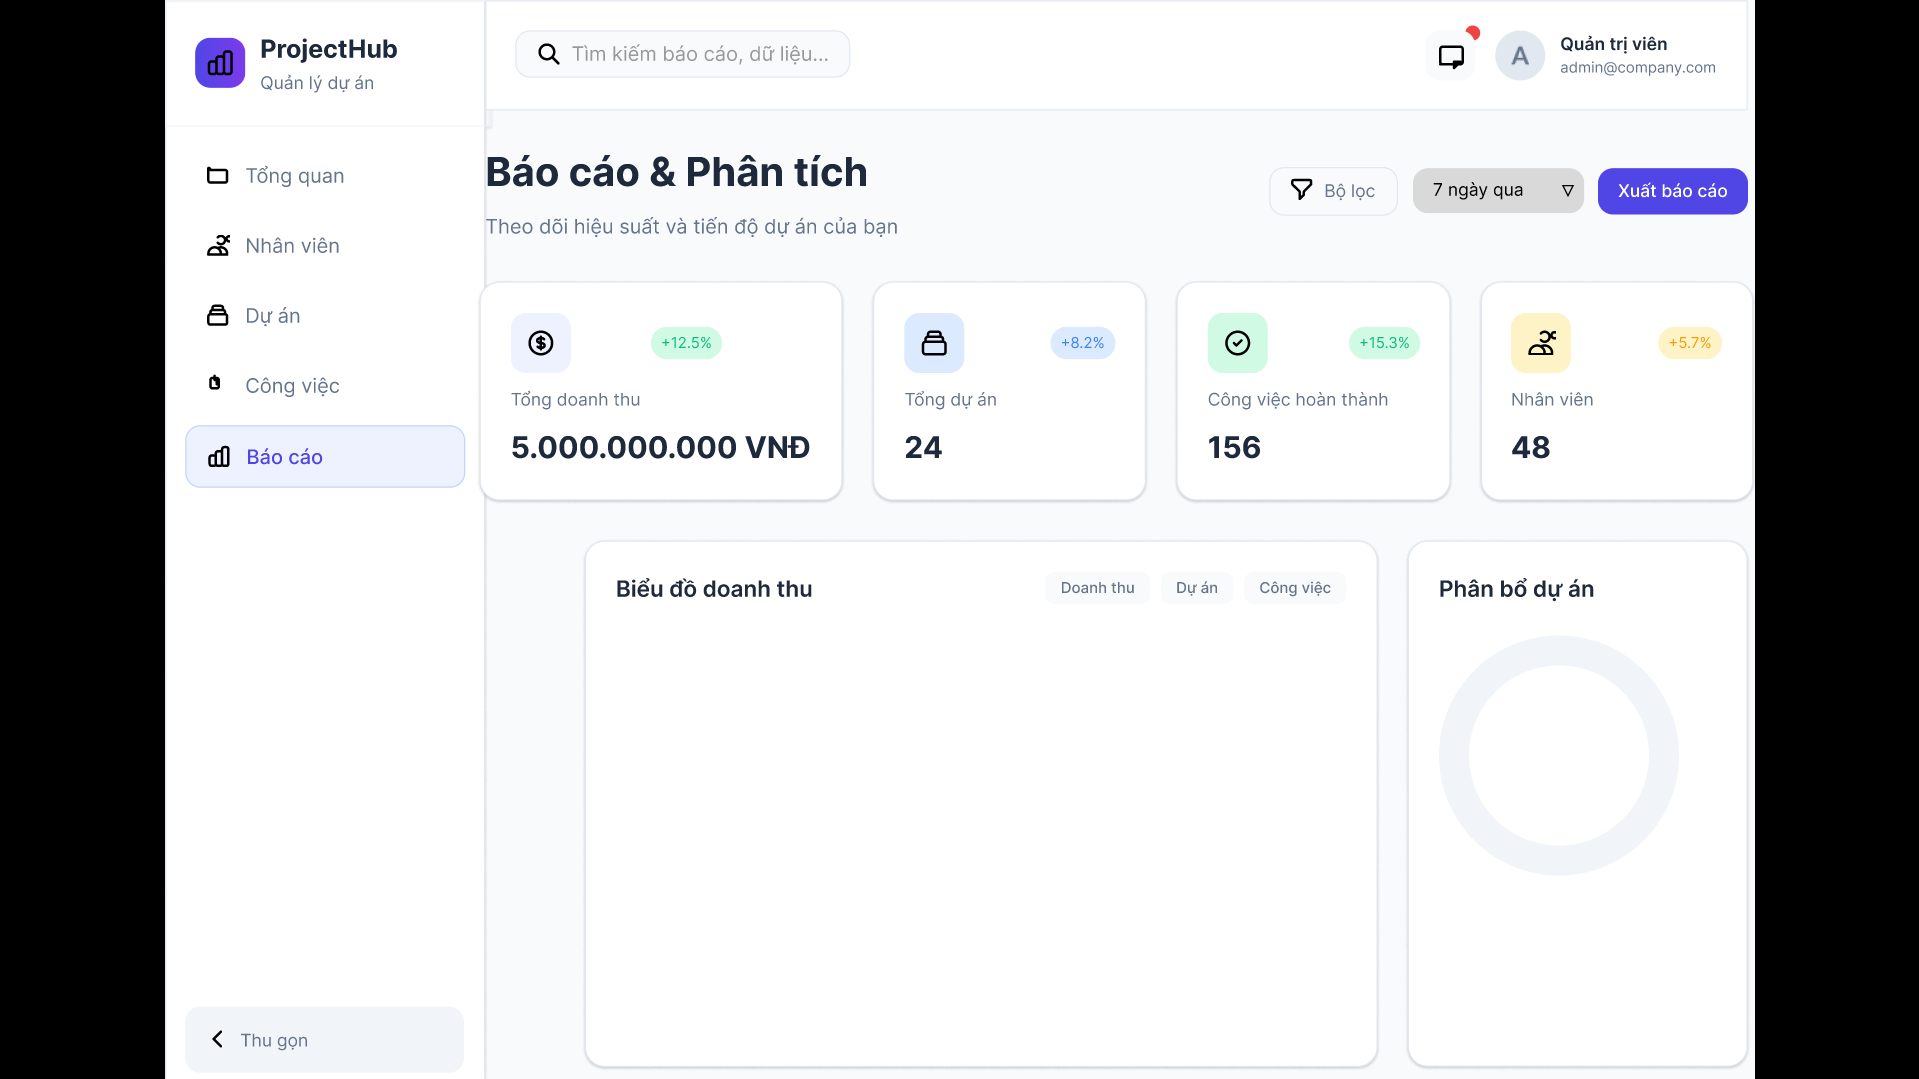 ProjectHub
Quản lý dự án
Tìm kiếm báo cáo, dữ liệu...
A
Quản trị viên
admin@company.com
Tổng quan
Nhân viên
Dự án
Công việc
Báo cáo
Thu gọn
Báo cáo & Phân tích
Theo dõi hiệu suất và tiến độ dự án của bạn
Bộ lọc
7 ngày qua
Xuất báo cáo
+12.5%
Tổng doanh thu
5.000.000.000 VNĐ
+8.2%
Tổng dự án
24
+15.3%
Công việc hoàn thành
156
+5.7%
Nhân viên
48
Biểu đồ doanh thu
Doanh thu
Dự án
Công việc
Phân bổ dự án